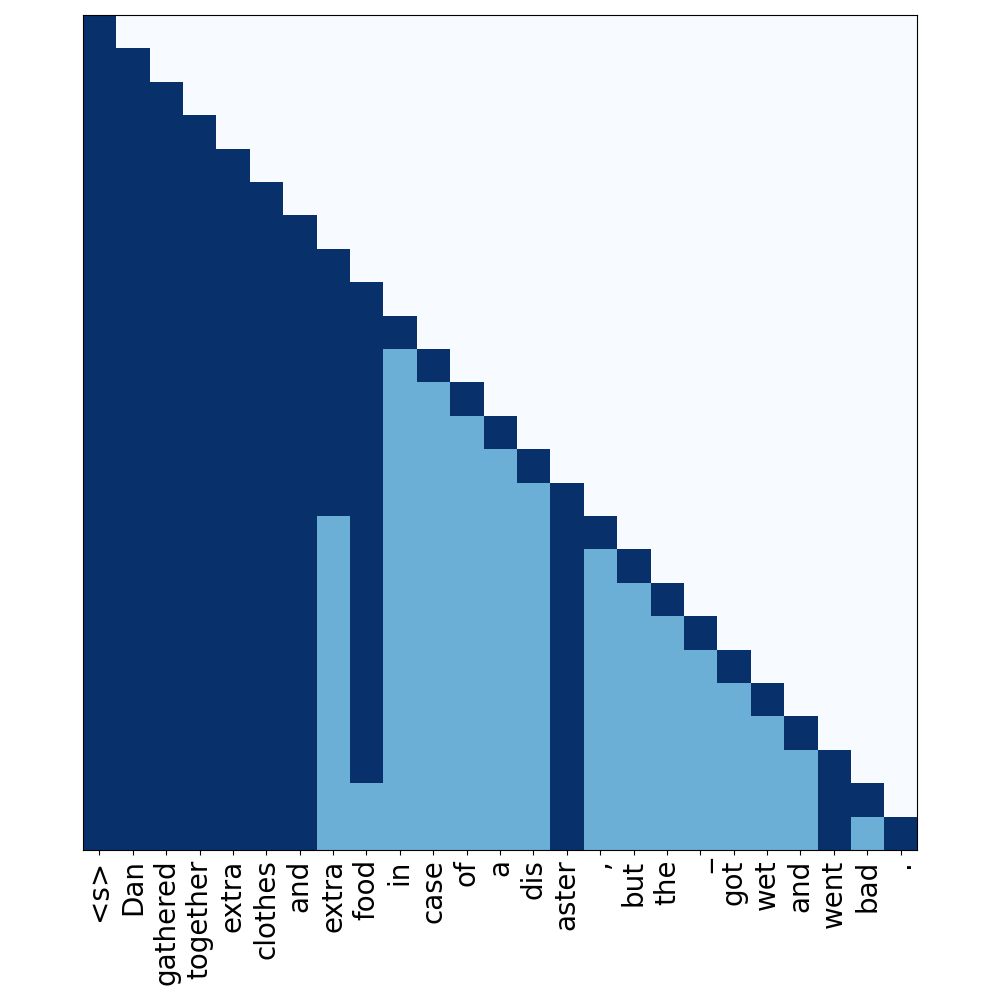 <s> Dan gathered together extra clothes and extra food in case of a dis aster , but the _ got wet and went bad .